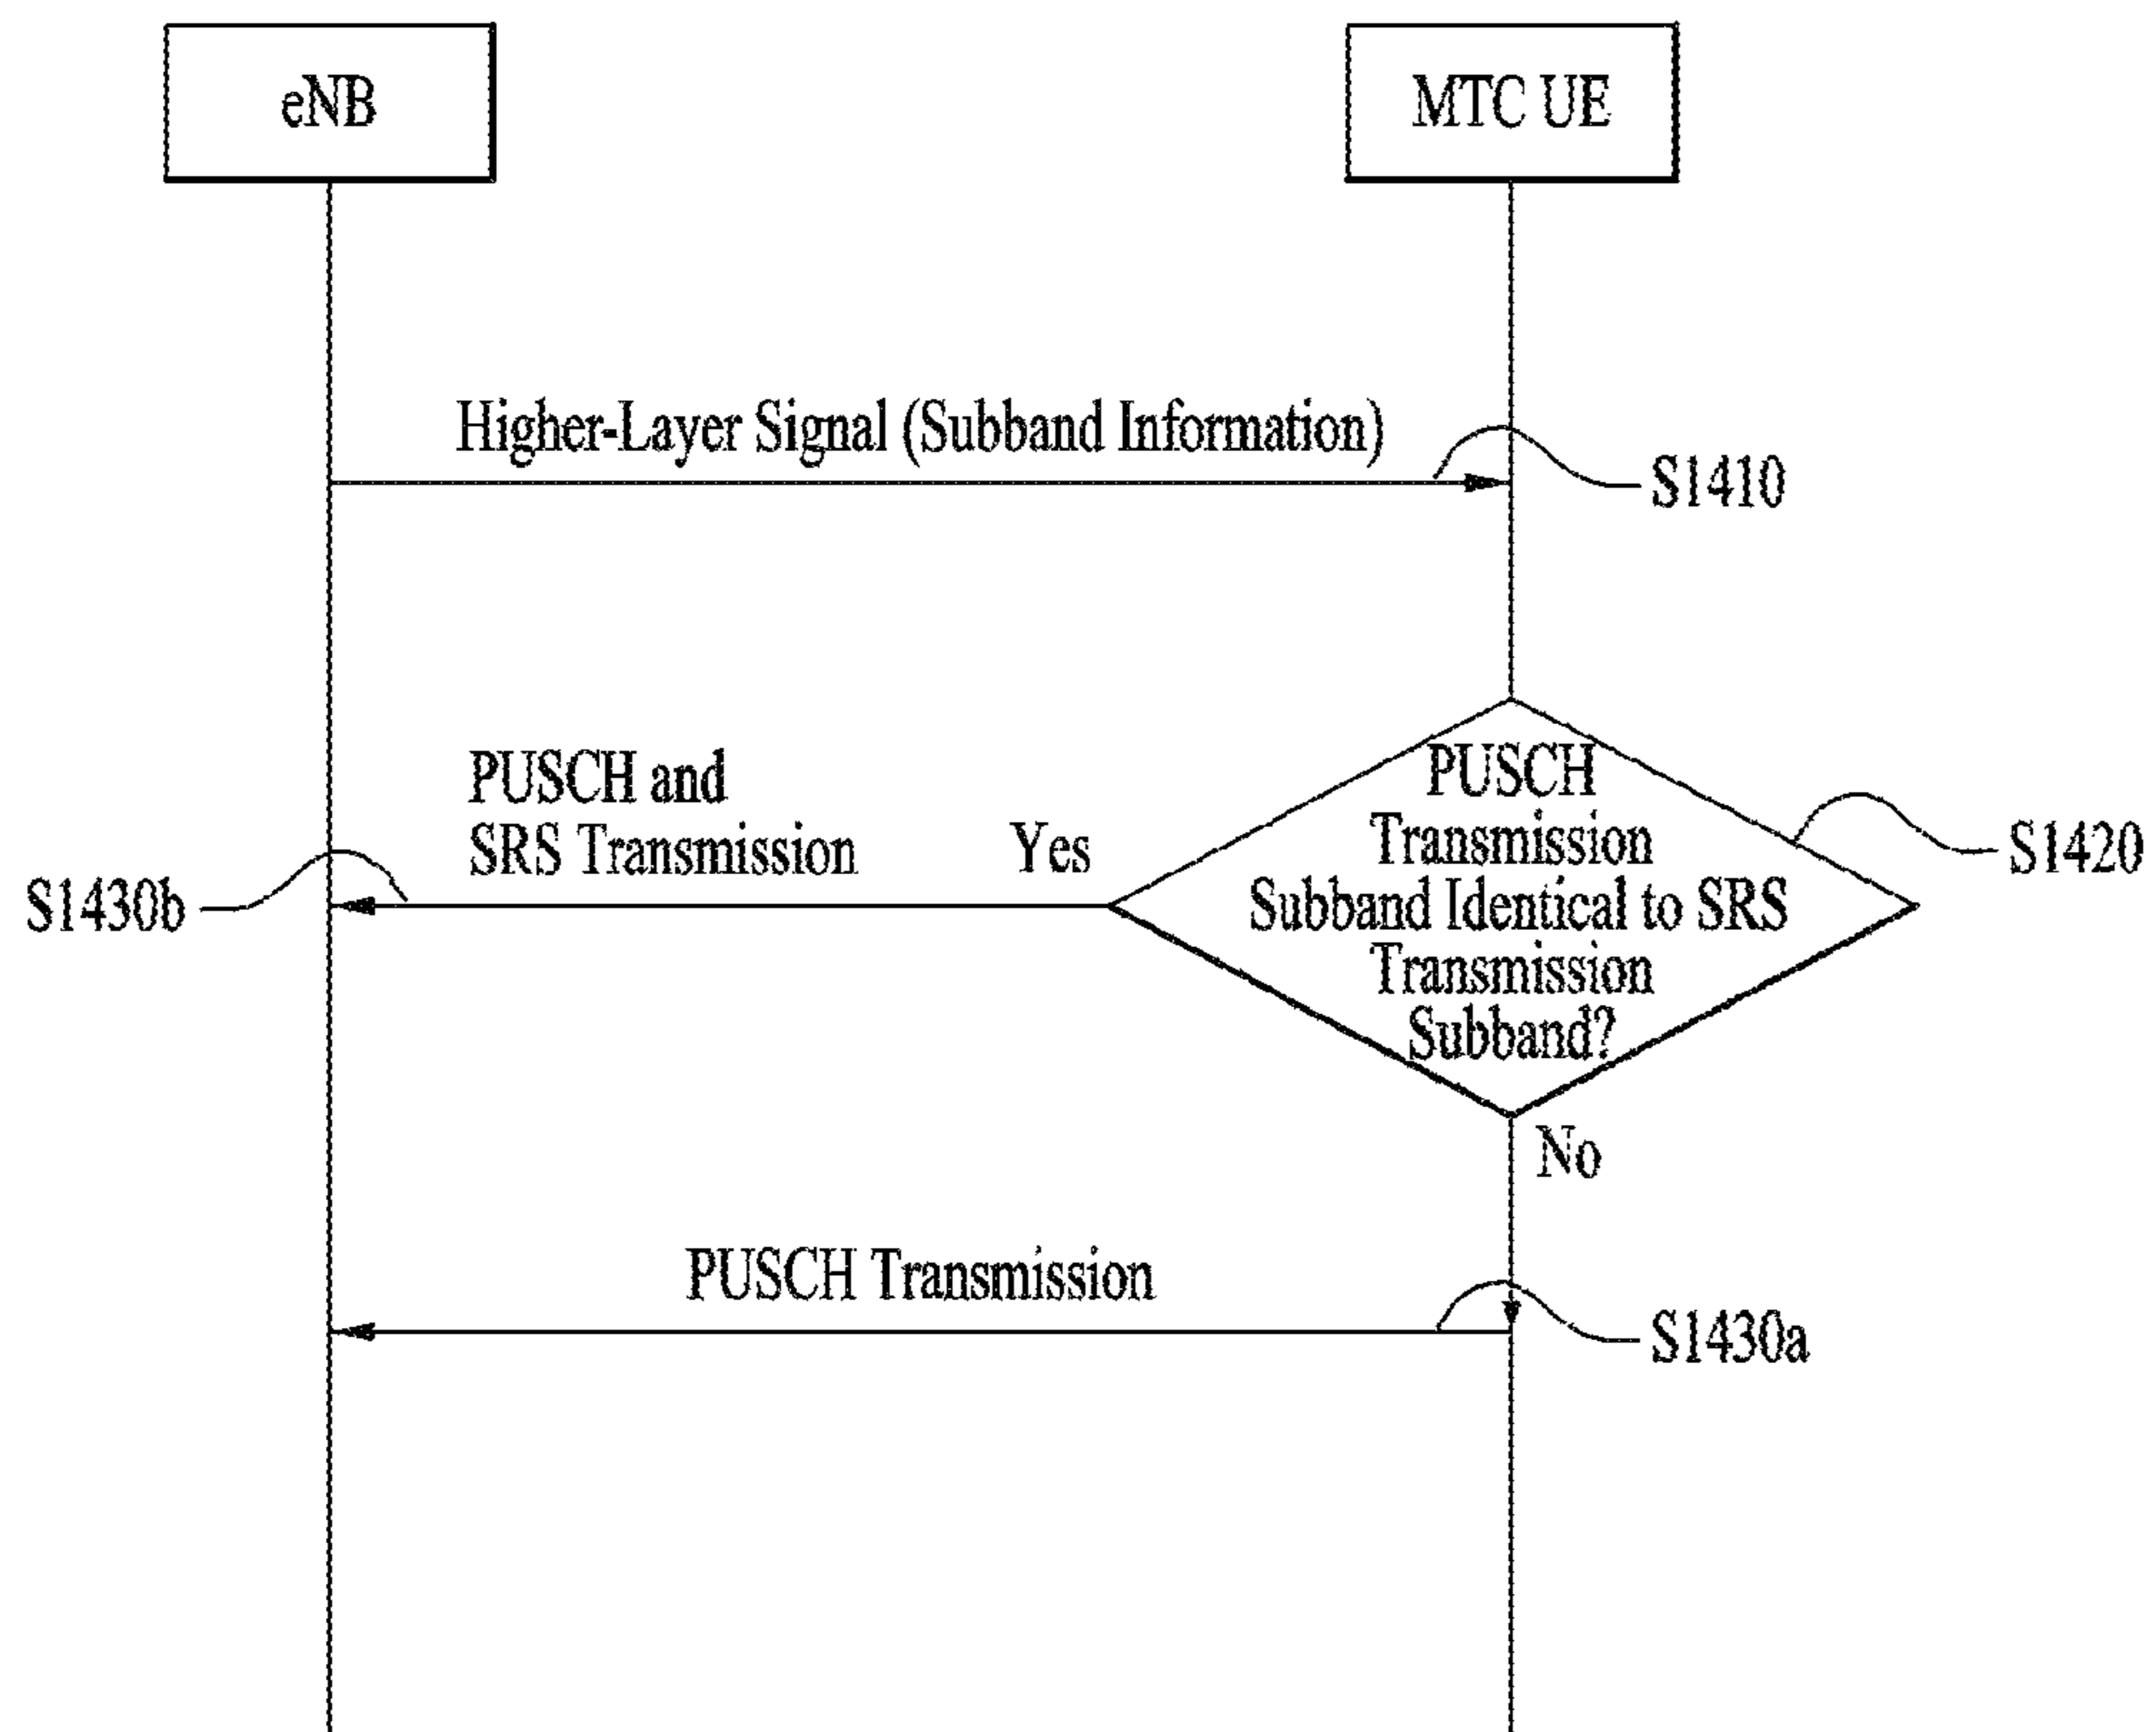 eNB
MTC UE
Higher-Layer Signal (Subband Information)
S1410
PUSCH and
SRS Transmission
Yes
PUSCH
Transmission
Subband Identical to SRS
Transmission
Subband?
S1420
S1430b
No
PUSCH Transmission
S1430a